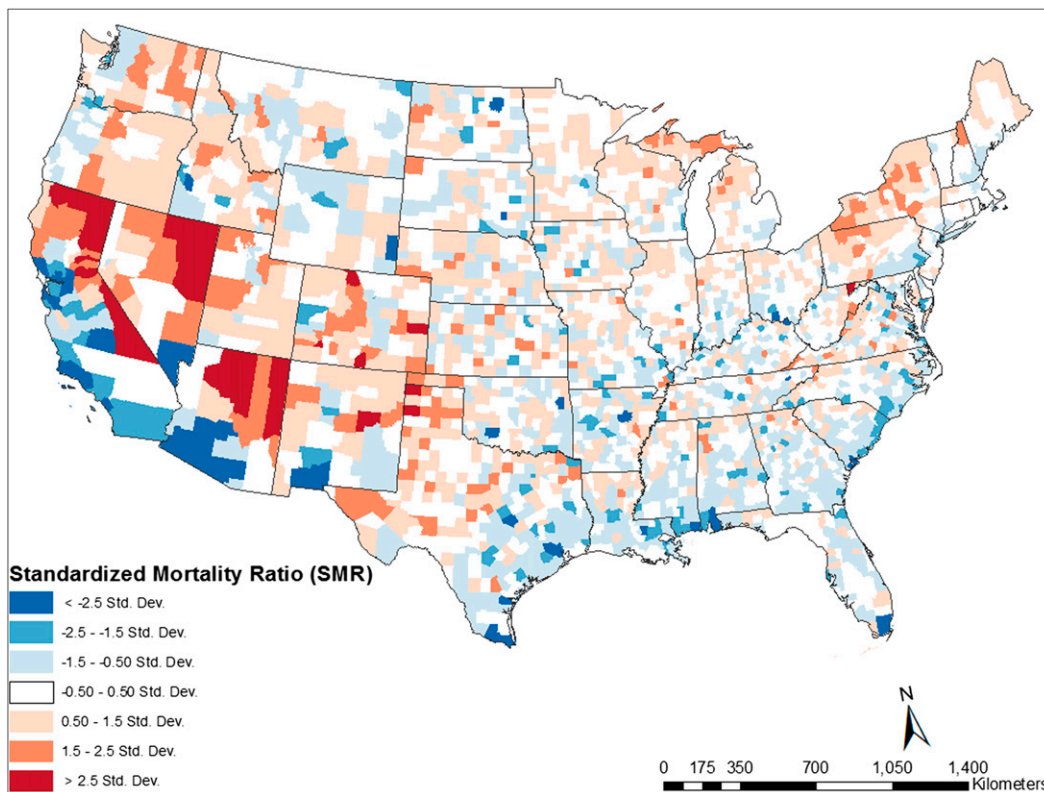 Standardized Mortality Ratio (SMR)
< -2.5 Std. Dev.
-2.5 - -1.5 Std. Dev.
-1.5 - -0.50 Std. Dev.
-0.50 - 0.50 Std. Dev.
0.50 - 1.5 Std. Dev.
1.5 - 2.5 Std. Dev.
> 2.5 Std. Dev.
N
0 175 350 700 1,050 1,400
Kilometers